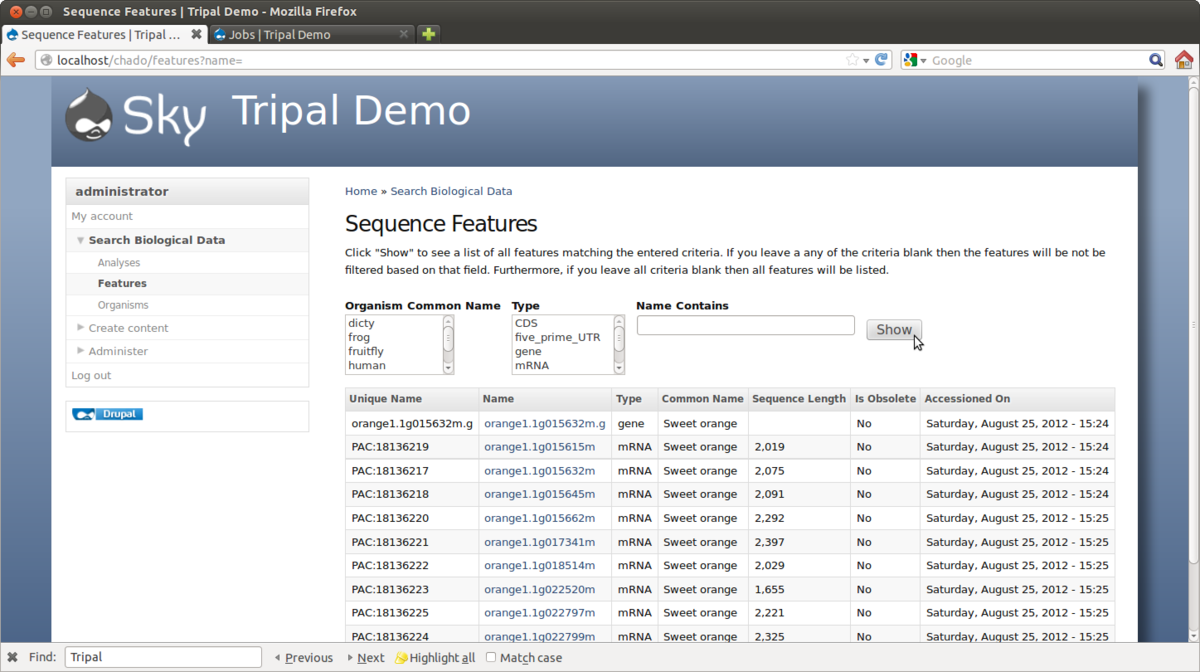 Sequence Features | Tripal Demo - Mozilla Firefox
Sequence Features | Tripal ... Jobs | Tripal Demo
localhost/chado/features?name= Google
Sky Tripal Demo
administrator
My account
Search Biological Data
Analyses
Features
Organisms
Create content
Administer
Log out
Drupal
Home » Search Biological Data
Sequence Features
Click "Show" to see a list of all features matching the entered criteria. If you leave a any of the criteria blank then the features will be not be
filtered based on that field. Furthermore, if you leave all criteria blank then all features will be listed.
Organism Common Name Type Name Contains
dicty
frog
fruitfly
human
CDS
five_prime_UTR
gene
mRNA
Show
Unique Name Name Type Common Name Sequence Length Is Obsolete Accessioned On
orange1.1g015632m.g orange1.1g015632m.g gene Sweet orange No Saturday, August 25, 2012 - 15:24
PAC:18136219 orange1.1g015615m mRNA Sweet orange 2,019 No Saturday, August 25, 2012 - 15:24
PAC:18136217 orange1.1g015632m mRNA Sweet orange 2,075 No Saturday, August 25, 2012 - 15:24
PAC:18136218 orange1.1g015645m mRNA Sweet orange 2,091 No Saturday, August 25, 2012 - 15:24
PAC:18136220 orange1.1g015662m mRNA Sweet orange 2,292 No Saturday, August 25, 2012 - 15:25
PAC:18136221 orange1.1g017341m mRNA Sweet orange 2,397 No Saturday, August 25, 2012 - 15:25
PAC:18136222 orange1.1g018514m mRNA Sweet orange 2,029 No Saturday, August 25, 2012 - 15:25
PAC:18136223 orange1.1g022520m mRNA Sweet orange 1,655 No Saturday, August 25, 2012 - 15:25
PAC:18136225 orange1.1g022797m mRNA Sweet orange 2,221 No Saturday, August 25, 2012 - 15:25
PAC:18136224 orange1.1g022799m mRNA Sweet orange 2,325 No Saturday, August 25, 2012 - 15:25
Find: Tripal Previous Next Highlight all Match case